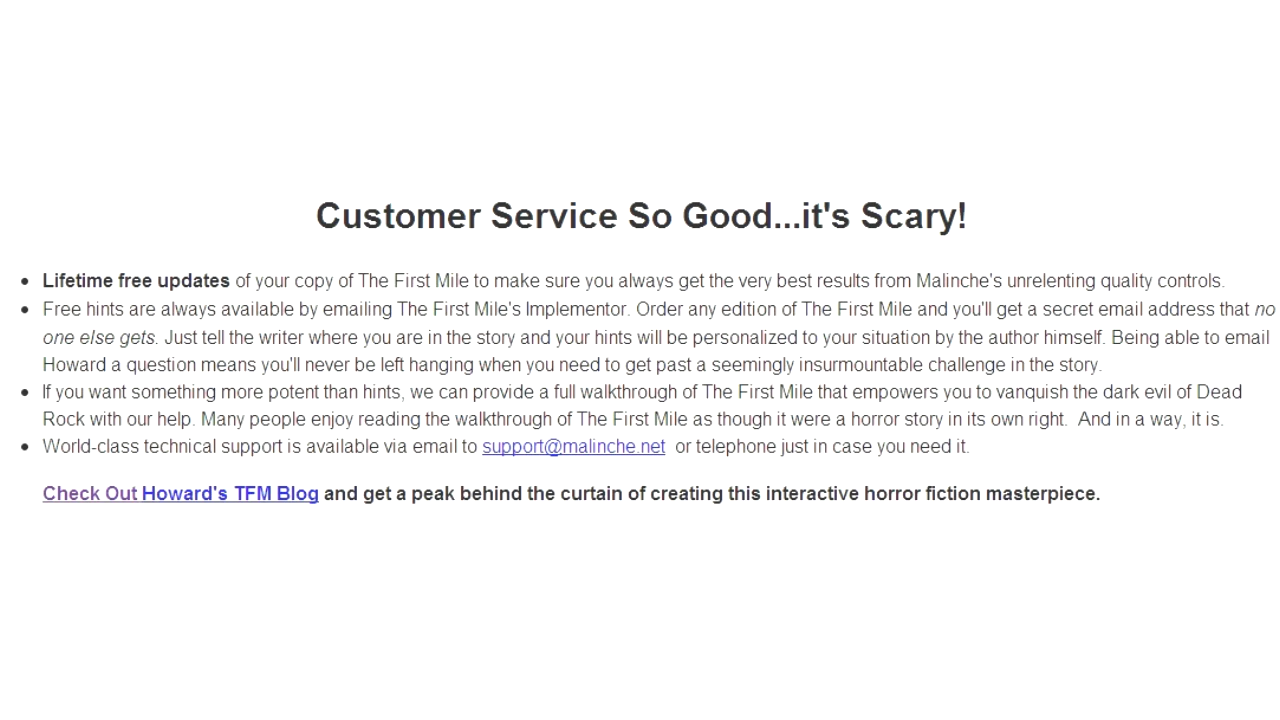 Customer Service So Good...it's Scary!
• Lifetime free updates of your copy of The First Mile to make sure you always get the very best results from Malinche's unrelenting quality controls.
• Free hints are always available by emailing The First Mile's Implementor. Order any edition of The First Mile and you'll get a secret email address that no
one else gets. Just tell the writer where you are in the story and your hints will be personalized to your situation by the author himself. Being able to email
Howard a question means you'll never be left hanging when you need to get past a seemingly insurmountable challenge in the story.
• If you want something more potent than hints, we can provide a full walkthrough of The First Mile that empowers you to vanquish the dark evil of Dead
Rock with our help. Many people enjoy reading the walkthrough of The First Mile as though it were a horror story in its own right.  And in a way, it is.
• World-class technical support is available via email to support@malinche.net  or telephone just in case you need it.
Check Out Howard's TFM Blog and get a peak behind the curtain of creating this interactive horror fiction masterpiece.